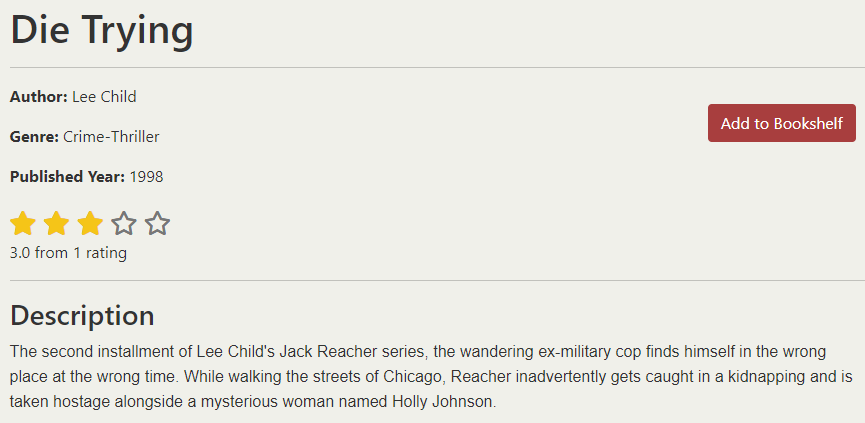 Die Trying
Author: Lee Child
Add to Bookshelf
Genre: Crime-Thriller
Published Year: 1998
3.0 from 1 rating
Description
The second installment of Lee Child's Jack Reacher series, the wandering ex-military cop finds himself in the wrong
place at the wrong time. While walking the streets of Chicago, Reacher inadvertently gets caught in a kidnapping and is
taken hostage alongside a mysterious woman named Holly Johnson.